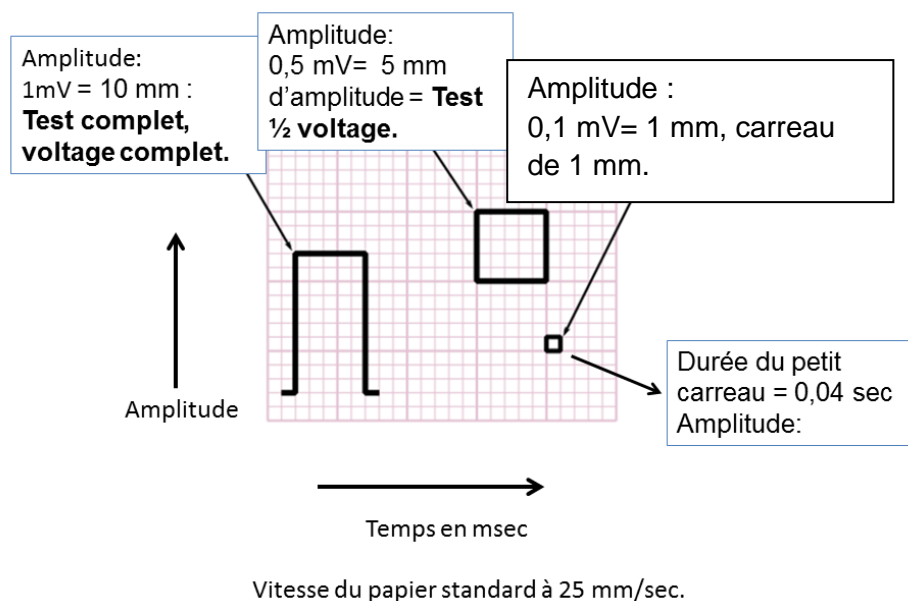 Amplitude:
1mV = 10 mm :
Test complet,
voltage complet.
Amplitude:
0,5 mV= 5 mm
d’amplitude = Test
½ voltage.
Amplitude :
0,1 mV= 1 mm, carreau
de 1 mm.
Amplitude
Durée du petit
carreau = 0,04 sec
Amplitude:
Temps en msec
Vitesse du papier standard à 25 mm/sec.